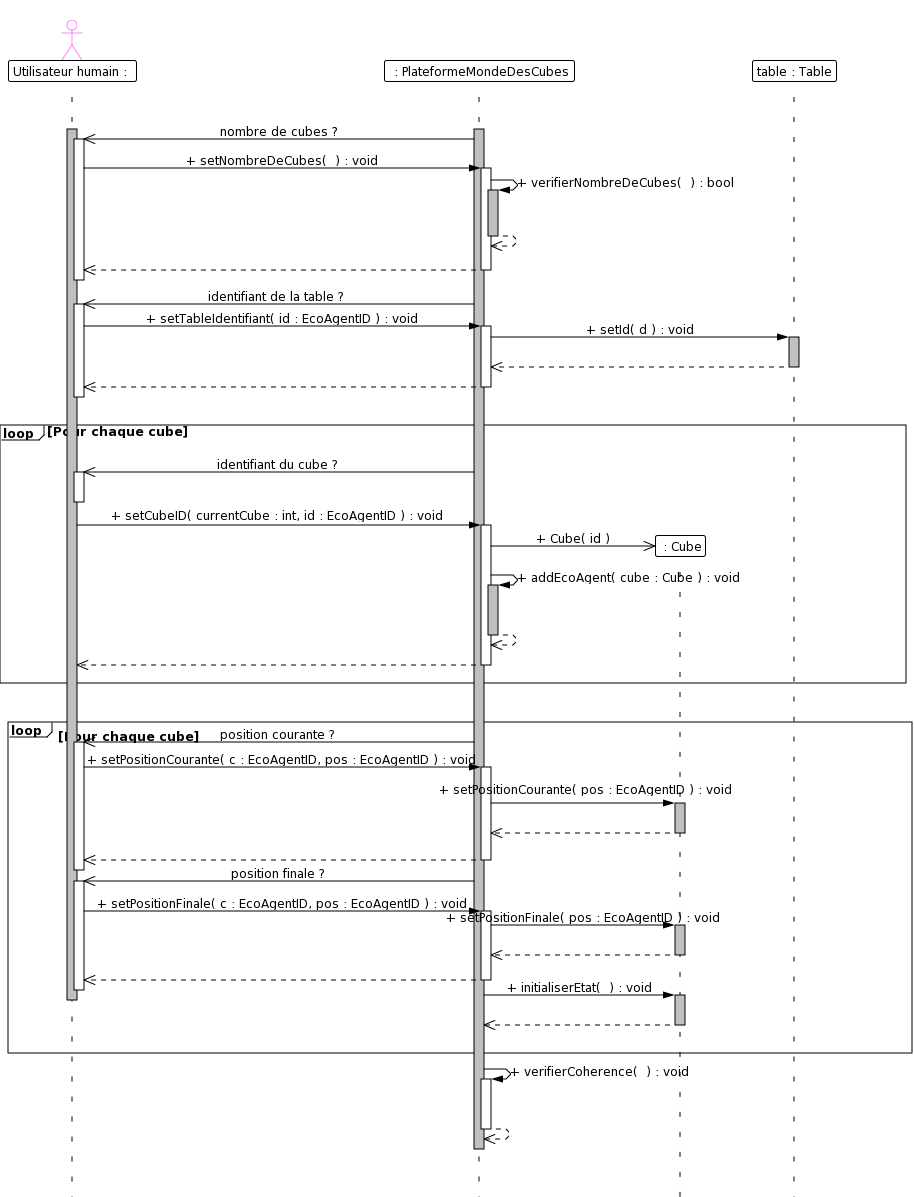 Utilisateur humain :
: PlateformeMondeDesCubes
table : Table
nombre de cubes ?
+ setNombreDeCubes(  ) : void
+ verifierNombreDeCubes(  ) : bool
identifiant de la table ?
+ setTableIdentifiant( id : EcoAgentID ) : void
+ setId( d ) : void
loop [Pour chaque cube]
identifiant du cube ?
+ setCubeID( currentCube : int, id : EcoAgentID ) : void
+ Cube( id )
: Cube
+ addEcoAgent( cube : Cube ) : void
loop [Pour chaque cube]
position courante ?
+ setPositionCourante( c : EcoAgentID, pos : EcoAgentID ) : void
+ setPositionCourante( pos : EcoAgentID ) : void
position finale ?
+ setPositionFinale( c : EcoAgentID, pos : EcoAgentID ) : void
+ setPositionFinale( pos : EcoAgentID ) : void
+ initialiserEtat(  ) : void
+ verifierCoherence(  ) : void